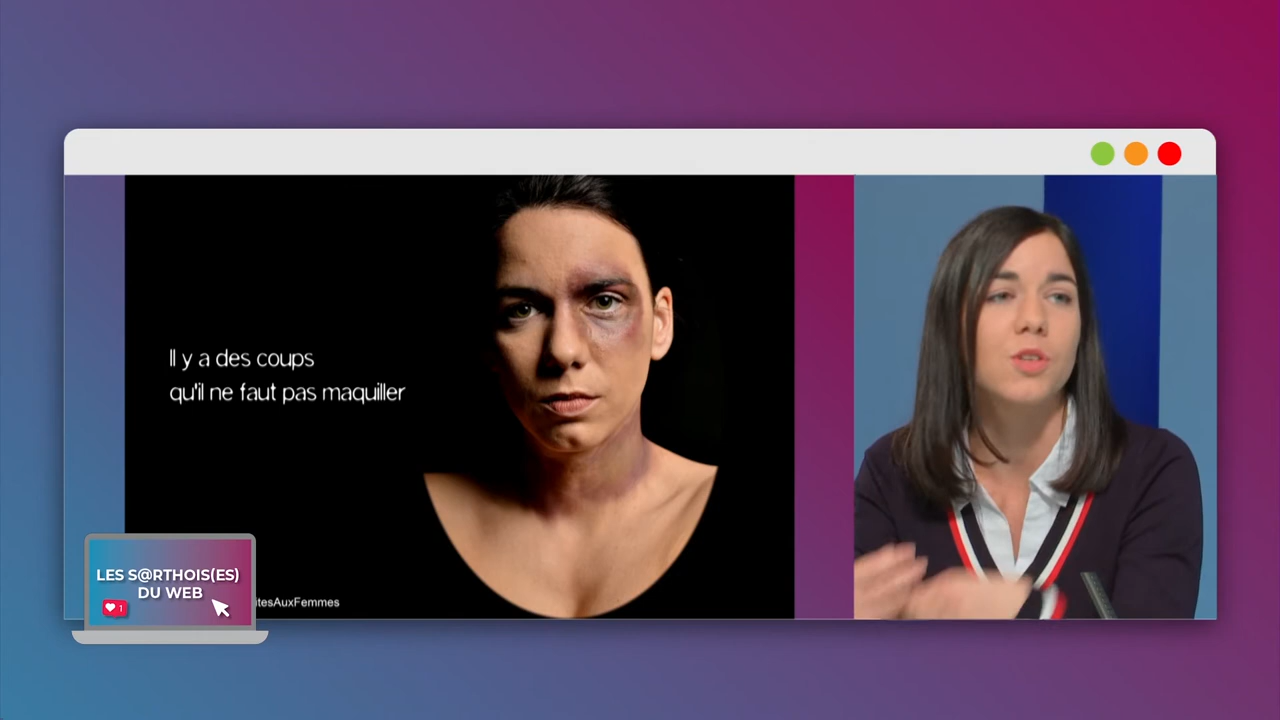 Il y a des coups
qu'il ne faut pas maquiller
LES S@RTHOIS(ES)
DU WEB
1
itesAuxFemmes